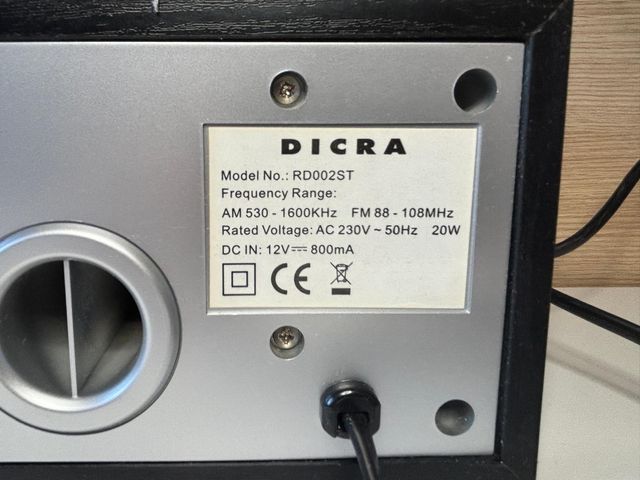 DICRA
Model No.: RD002ST
Frequency Range:
AM 530 - 1600KHz FM 88 - 108MHz
Rated Voltage: AC 230V ~ 50Hz 20W
DC IN: 12V⎓ 800mA
CE